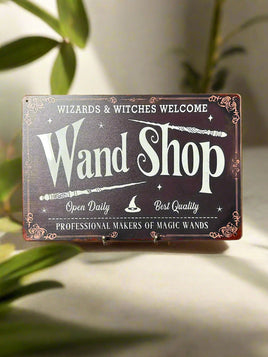 WIZARDS & WITCHES WELCOME
Wand Shop
Open Daily Best Quality
PROFESSIONAL MAKERS OF MAGIC WANDS